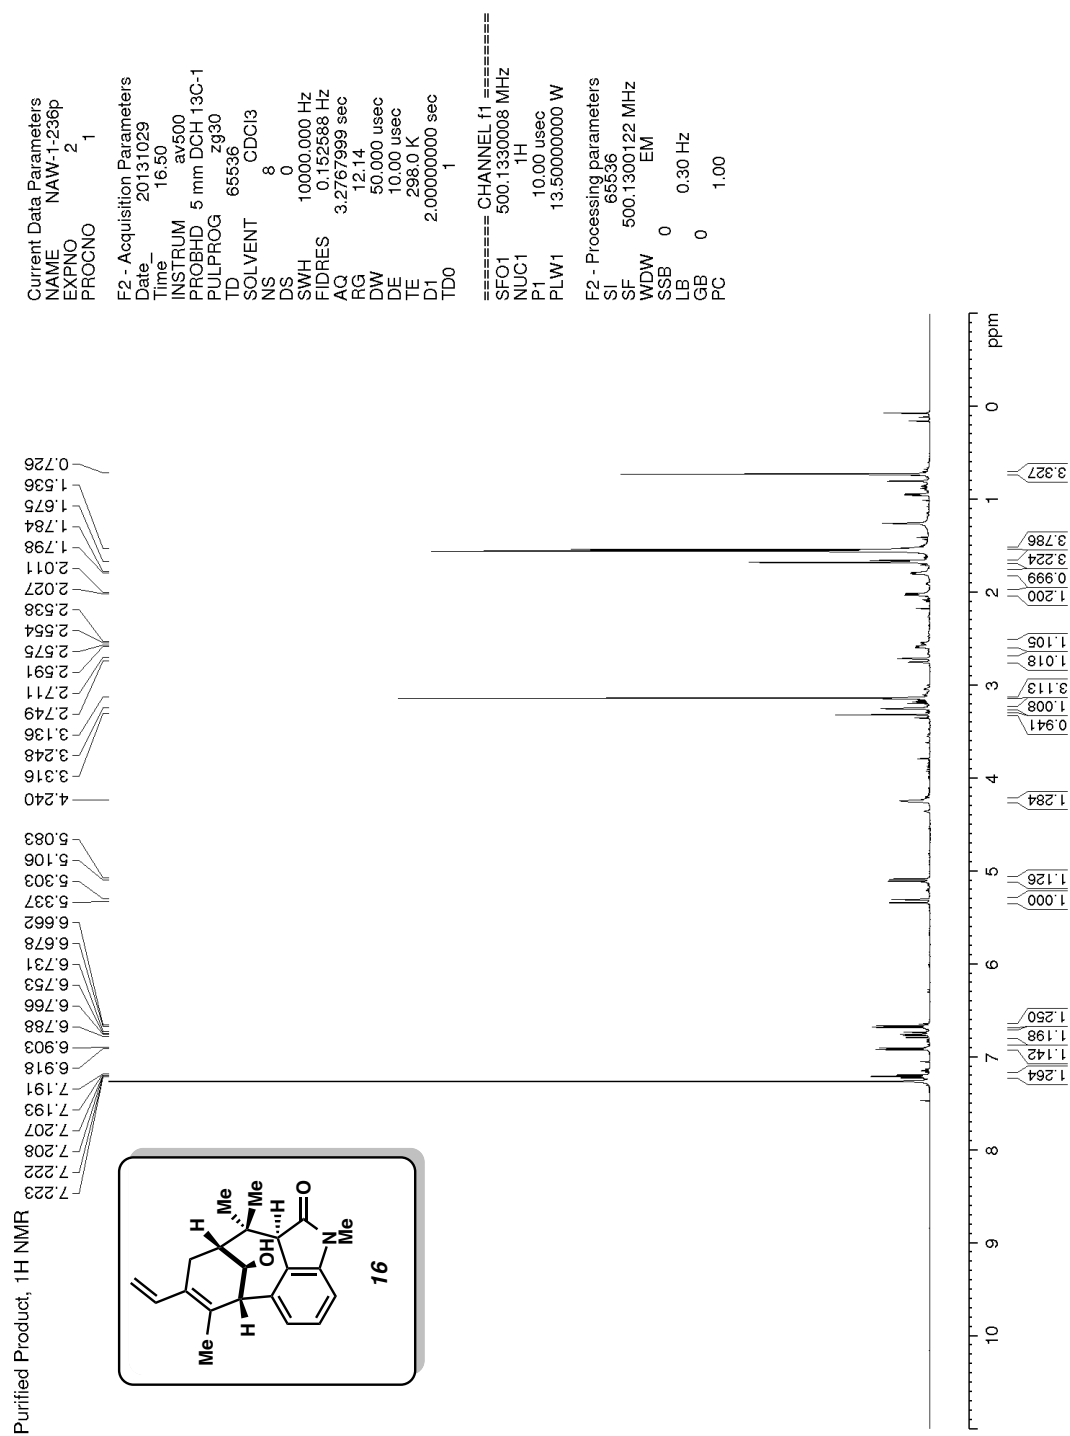 Purified Product, 1H NMR
Current Data Parameters
NAME NAW-1-236p
EXPNO 2
PROCNO 1
F2 - Acquisition Parameters
Date_ 20131029
Time 16.50
INSTRUM av500
PROBHD 5 mm DCH 13C-1
PULPROG zg30
TD 65536
SOLVENT CDCl3
NS 8
DS 0
SWH 10000.000 Hz
FIDRES 0.152588 Hz
AQ 3.2767999 sec
RG 12.14
DW 50.000 usec
DE 10.00 usec
TE 298.0 K
D1 2.00000000 sec
TD0 1
======== CHANNEL f1 ========
SFO1 500.1330008 MHz
NUC1 1H
P1 10.00 usec
PLW1 13.50000000 W
F2 - Processing parameters
SI 65536
SF 500.1300122 MHz
WDW EM
SSB 0
LB 0.30 Hz
GB 0
PC 1.00
7.223
7.222
7.208
7.207
7.193
7.191
6.918
6.903
6.788
6.766
6.753
6.731
6.678
6.662
5.337
5.303
5.106
5.083
4.240
3.316
3.248
3.136
2.749
2.711
2.591
2.575
2.554
2.538
2.027
2.011
1.798
1.784
1.675
1.536
0.726
H
Me
Me
H
O
OH
N
Me
Me
H
16
10
9
8
7
6
5
4
3
2
1
0
ppm
1.264
1.142
1.198
1.250
1.000
1.126
1.284
0.941
1.008
3.113
1.018
1.105
1.200
0.999
3.224
3.786
3.327